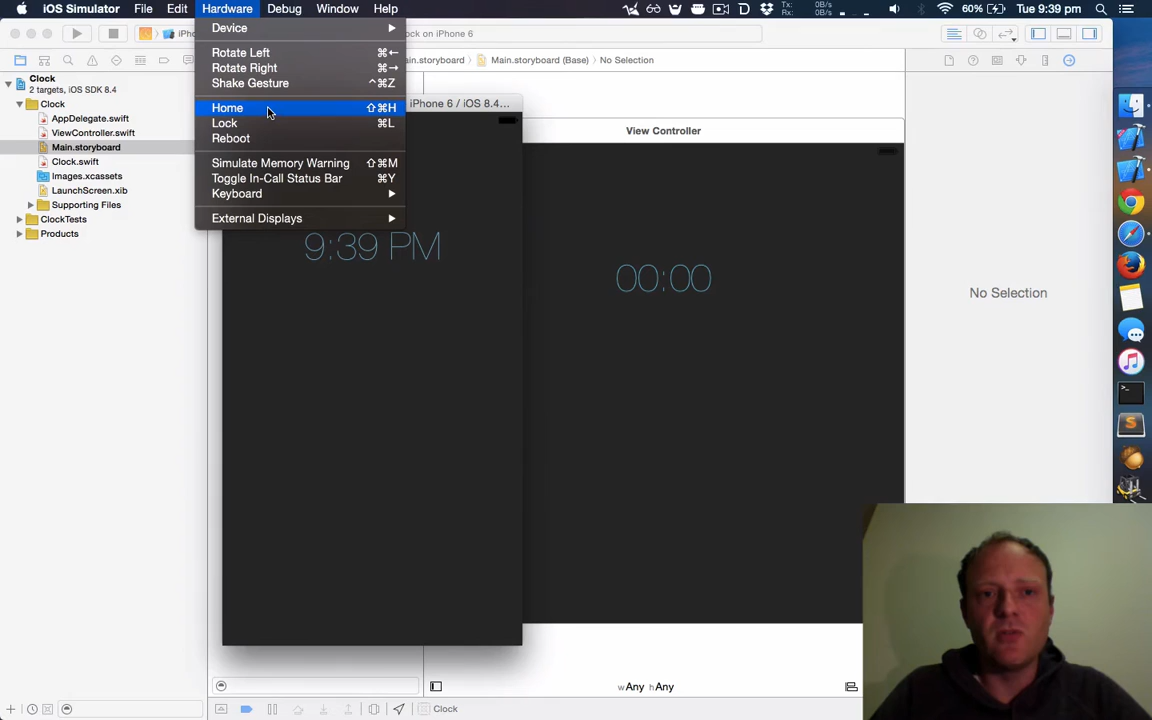 iOS Simulator File Edit Hardware Debug Window Help Tx: 0B/s Rx: 0B/s 60% Tue 9:39 pm
Device
Rotate Left ⌘←
Rotate Right ⌘→
Shake Gesture ^⌘Z
Home ⇧⌘H
Lock ⌘L
Reboot
Simulate Memory Warning ⇧⌘M
Toggle In-Call Status Bar ⌘Y
Keyboard
External Displays
ock on iPhone 6
ain.storyboard Main.storyboard (Base) No Selection
Clock
2 targets, iOS SDK 8.4
Clock
AppDelegate.swift
ViewController.swift
Main.storyboard
Clock.swift
Images.xcassets
LaunchScreen.xib
Supporting Files
ClockTests
Products
iPhone 6 / iOS 8.4...
9:39 PM
View Controller
00:00
No Selection
wAny hAny
Clock